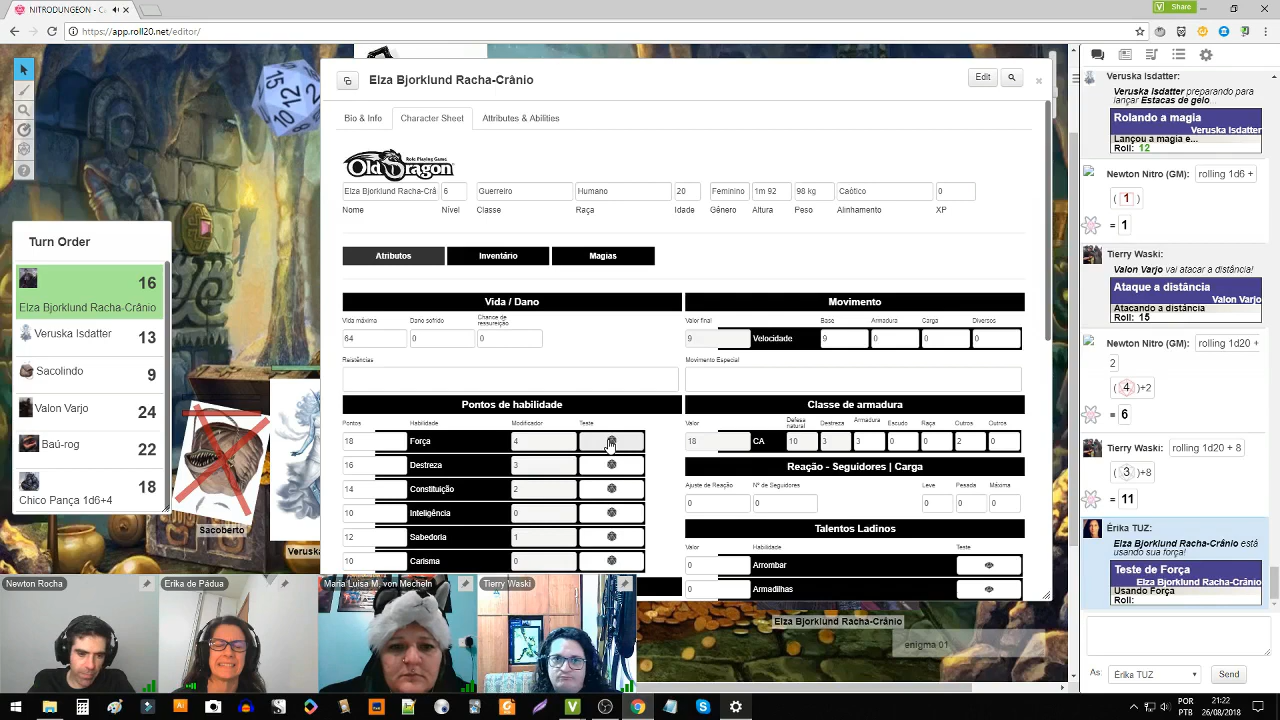 NITRODUNGEON - CA
Share
https://app.roll20.net/editor/
Elza Bjorklund Racha-Crânio
Edit
Bio & Info
Character Sheet
Attributes & Abilities
Role Playing Game
Old Dragon
Elza Bjorklund Racha-Crâ 6 Guerreiro Humano 20 Feminino 1m 92 98 kg Caótico 0
Nome Nível Classe Raça Idade Gênero Altura Peso Alinhamento XP
Atributos Inventário Magias
Vida / Dano
Vida máxima Dano sofrido Chance de ressureição
64 0 0
Resistências
Movimento
Valor final Base Armadura Carga Diversos
9 Velocidade 9 0 0 0
Movimento Especial
Pontos de habilidade
Pontos Habilidade Modificador Teste
18 Força 4
16 Destreza 3
14 Constituição 2
10 Inteligência 0
12 Sabedoria 1
10 Carisma 0
Classe de armadura
Valor Defesa natural Destreza Armadura Escudo Raça Outros Outros
18 CA 10 3 3 0 0 2 0
Reação - Seguidores | Carga
Ajuste de Reação Nº de Seguidores Leve Pesada Máxima
0 0 0 0 0
Talentos Ladinos
Valor Habilidade Teste
0 Arrombar
0 Armadilhas
Turn Order
16
Elza Bjorklund Racha-Crânio
Veruska Isdatter 13
Sacolindo 9
Valon Varjo 24
Baú-rog 22
18
Chico Pança 1d6+4
15
12
10
Sacoberto
Verusk
Elza Bjorklund Racha-Crânio
enigma 01
Newton Rocha
Erika de Pádua
Maria Luisa M. von Mecheln
Tierry Waski
Veruska Isdatter:
Veruska Isdatter preparando para
lançar Estacas de gelo...
Rolando a magia
Veruska Isdatter
Lançou a magia e...
Roll: 12
Newton Nitro (GM): rolling 1d6 +
( 1 )
= 1
Tierry Waski:
Valon Varjo vai atacar a distância!
Ataque a distância
Valon Varjo
Atacando a distância
Roll: 15
Newton Nitro (GM): rolling 1d20 +
2
( 4 )+2
= 6
Tierry Waski: rolling 1d20 + 8
( 3 )+8
= 11
Érika TUZ:
Elza Bjorklund Racha-Crânio está
usando sua força!
Teste de Força
Elza Bjorklund Racha-Crânio
Usando Força
Roll:
As: Érika TUZ Send
POR
PTB
21:22
26/08/2018